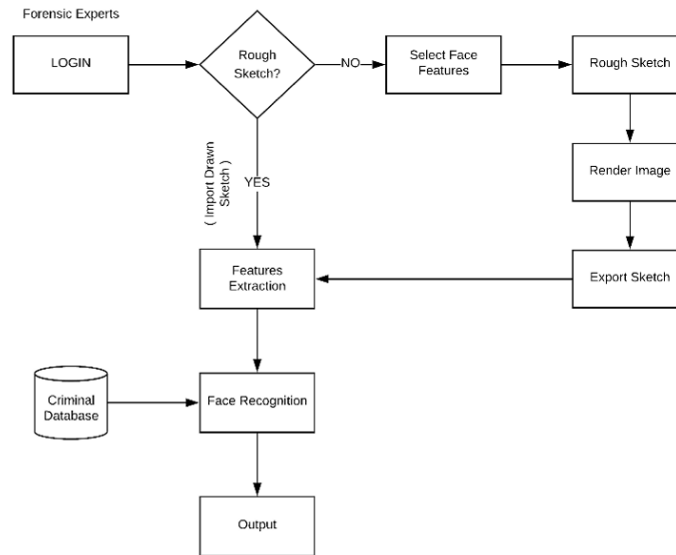 Forensic Experts
LOGIN
Rough
Sketch?
NO
Select Face
Features
Rough Sketch
( Import Drawn
Sketch )
YES
Render Image
Features
Extraction
Export Sketch
Criminal
Database
Face Recognition
Output